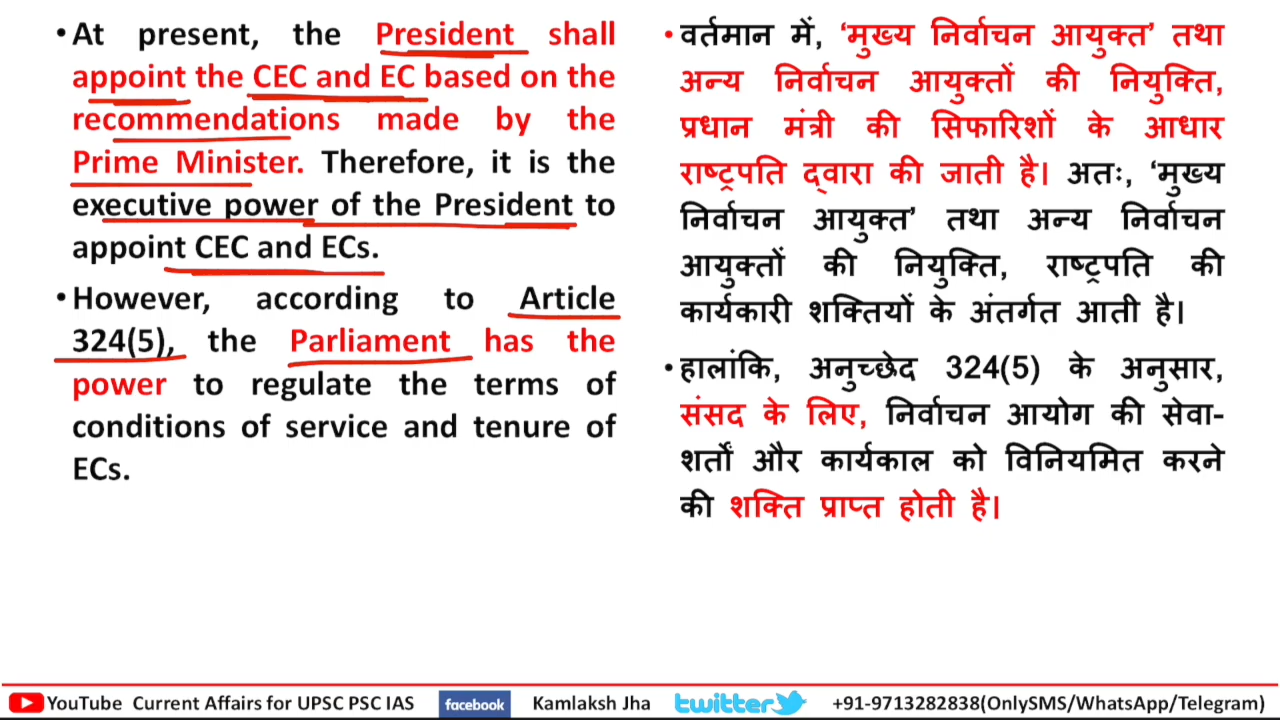 •At present, the President shall
appoint the CEC and EC based on the
recommendations made by the
Prime Minister. Therefore, it is the
executive power of the President to
appoint CEC and ECs.
•However, according to Article
324(5), the Parliament has the
power to regulate the terms of
conditions of service and tenure of
ECs.
•वर्तमान में, ‘मुख्य निर्वाचन आयुक्त’ तथा
अन्य निर्वाचन आयुक्तों की नियुक्ति,
प्रधान मंत्री की सिफारिशों के आधार
राष्ट्रपति द्वारा की जाती है। अतः, ‘मुख्य
निर्वाचन आयुक्त’ तथा अन्य निर्वाचन
आयुक्तों की नियुक्ति, राष्ट्रपति की
कार्यकारी शक्तियों के अंतर्गत आती है।
•हालांकि, अनुच्छेद 324(5) के अनुसार,
संसद के लिए, निर्वाचन आयोग की सेवा-
शर्तों और कार्यकाल को विनियमित करने
की शक्ति प्राप्त होती है।
YouTube Current Affairs for UPSC PSC IAS facebook Kamlaksh Jha twitter +91-9713282838(OnlySMS/WhatsApp/Telegram)